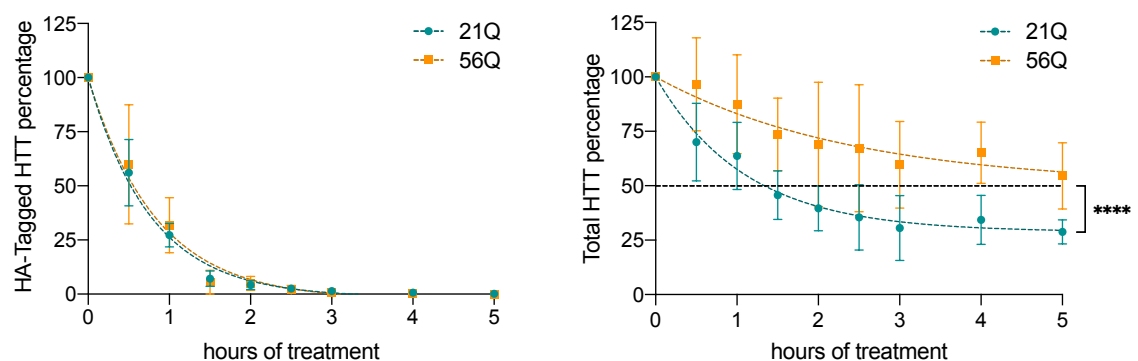 HA-Tagged HTT percentage
125
100
75
50
25
0
0 1 2 3 4 5
hours of treatment
21Q
56Q
Total HTT percentage
125
100
75
50
25
0
0 1 2 3 4 5
hours of treatment
21Q
56Q
****